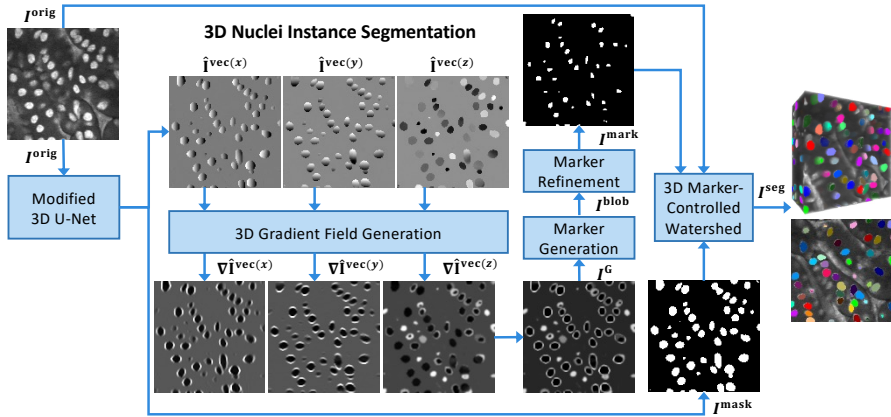 I^orig
3D Nuclei Instance Segmentation
Î^vec(x)
Î^vec(y)
Î^vec(z)
I^orig
I^mark
Modified
3D U-Net
Marker
Refinement
3D Marker-
Controlled
Watershed
I^seg
I^blob
3D Gradient Field Generation
Marker
Generation
∇Î^vec(x)
∇Î^vec(y)
∇Î^vec(z)
I^G
I^mask